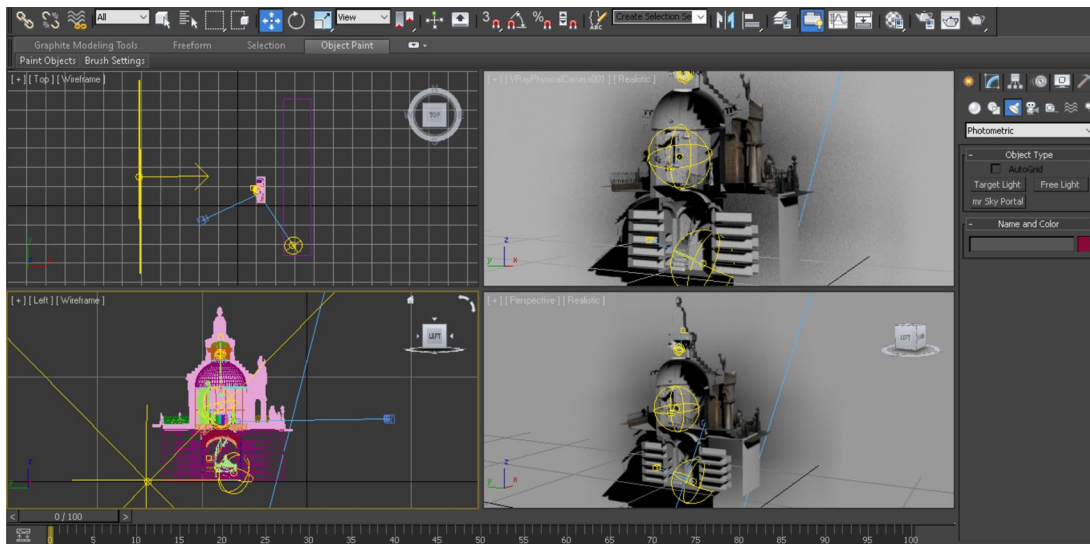 All
View
3
Create Selection Se
Graphite Modeling Tools Freeform Selection Object Paint
Paint Objects Brush Settings
[ + ] [ Top ] [ Wireframe ]
TOP
[ + ] [ VRayPhysicalCamera001 ] [ Realistic ]
Photometric
- Object Type
AutoGrid
Target Light Free Light
mr Sky Portal
- Name and Color
y
x
z
y x
[ + ] [ Left ] [ Wireframe ]
LEFT
[ + ] [ Perspective ] [ Realistic ]
LEFT
z
y
z
y x
< 0 / 100 >
0 5 10 15 20 25 30 35 40 45 50 55 60 65 70 75 80 85 90 95 100